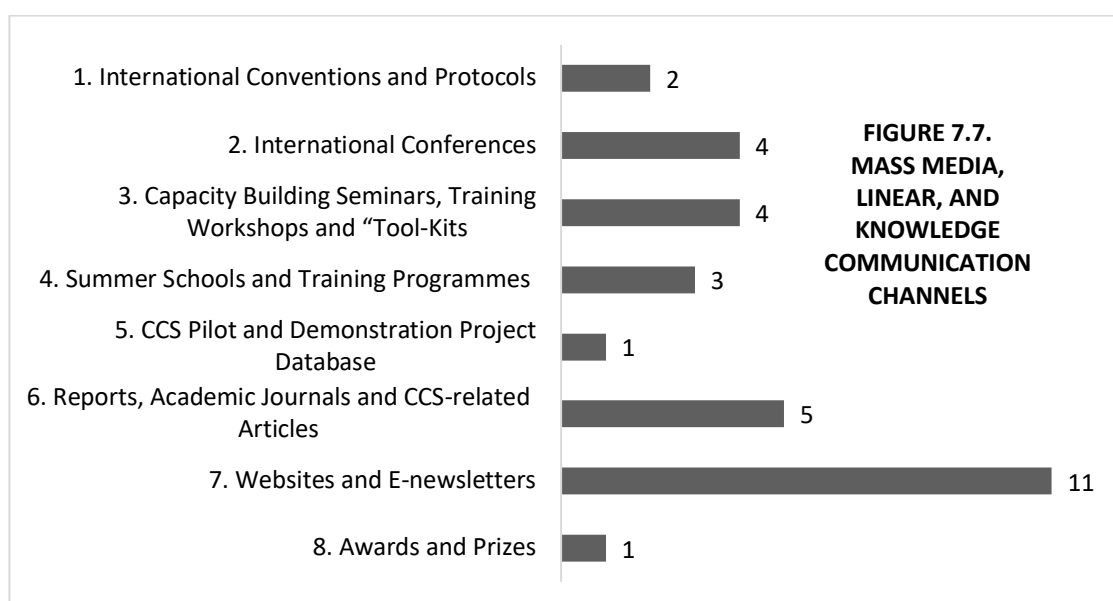 1. International Conventions and Protocols
2
2. International Conferences
4
3. Capacity Building Seminars, Training
Workshops and “Tool-Kits
4
4. Summer Schools and Training Programmes
3
5. CCS Pilot and Demonstration Project
Database
1
6. Reports, Academic Journals and CCS-related
Articles
5
7. Websites and E-newsletters
11
8. Awards and Prizes
1
FIGURE 7.7.
MASS MEDIA,
LINEAR, AND
KNOWLEDGE
COMMUNICATION
CHANNELS